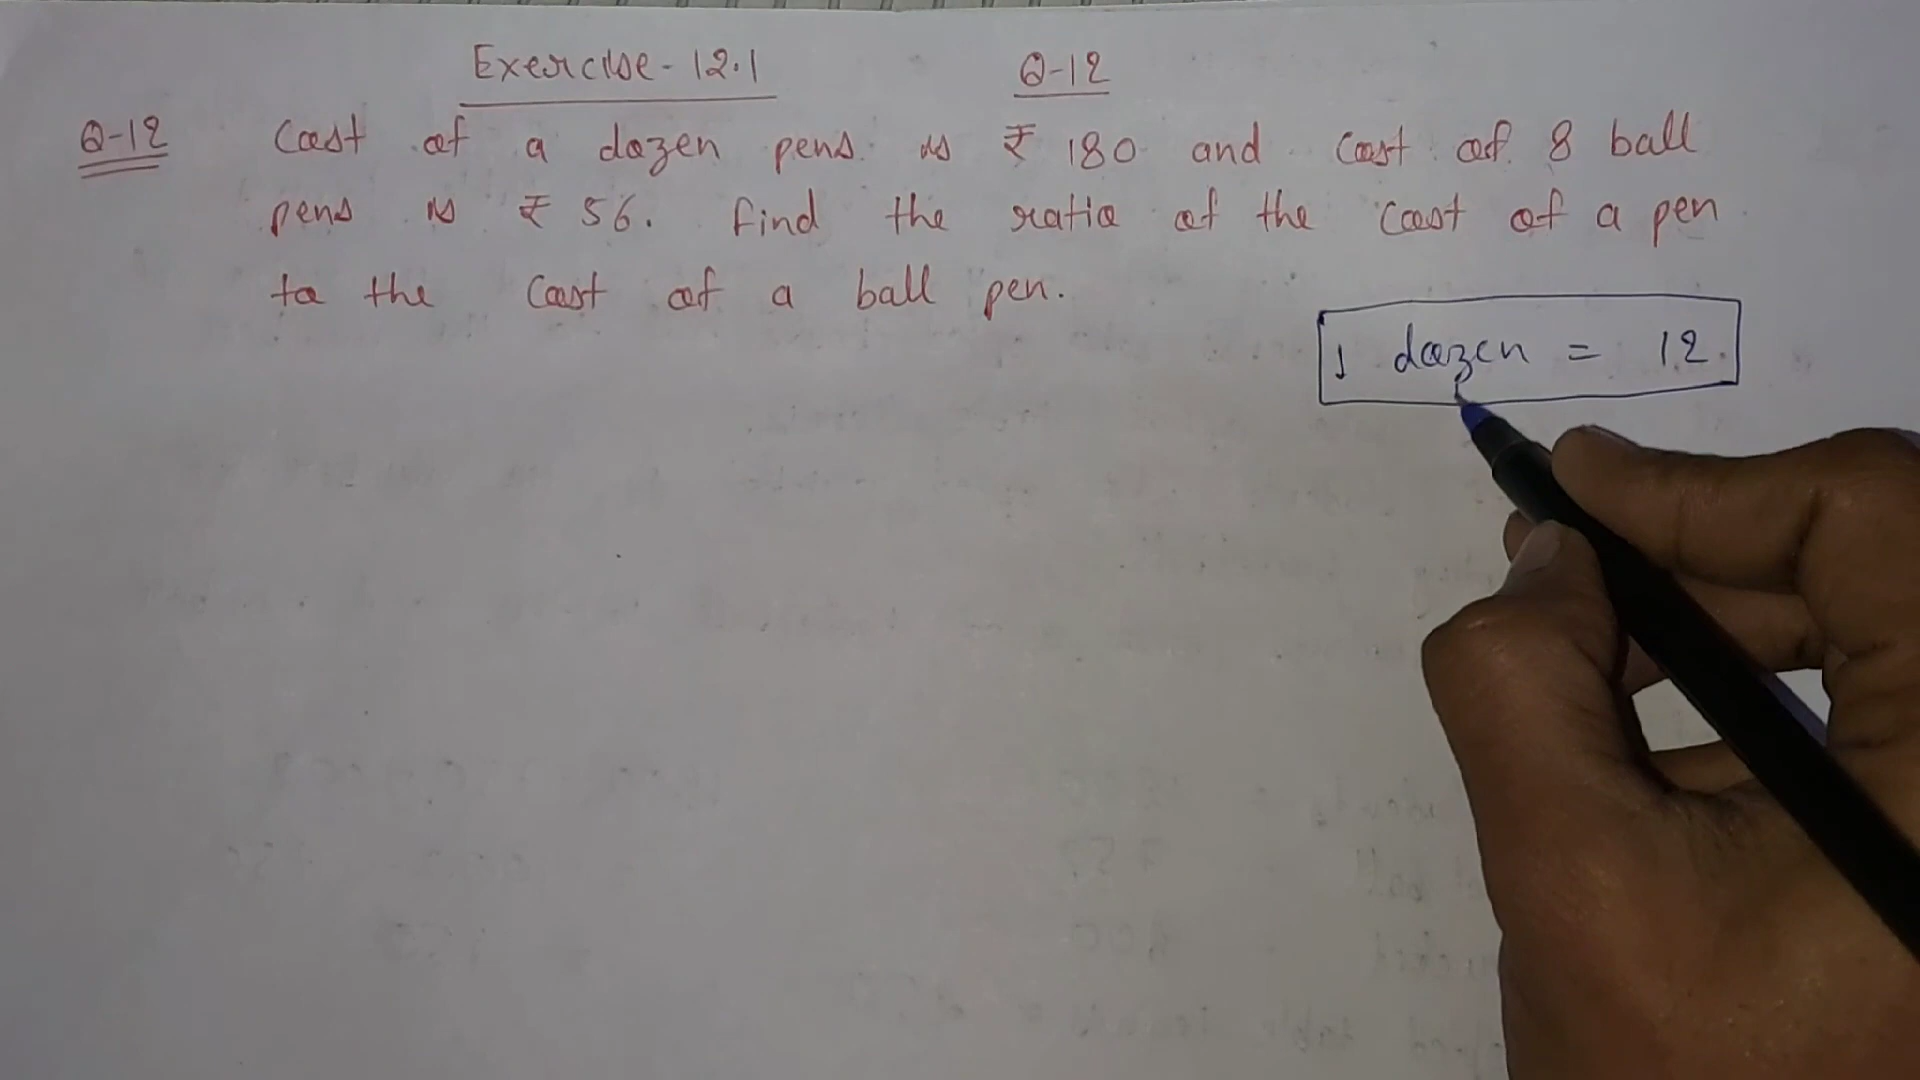 Exercise-12.1 Q-12
Q-12 Cost of a dozen pens is ₹ 180 and cost of 8 ball
pens is ₹ 56. Find the ratio of the cost of a pen
to the cost of a ball pen.
1 dozen = 12